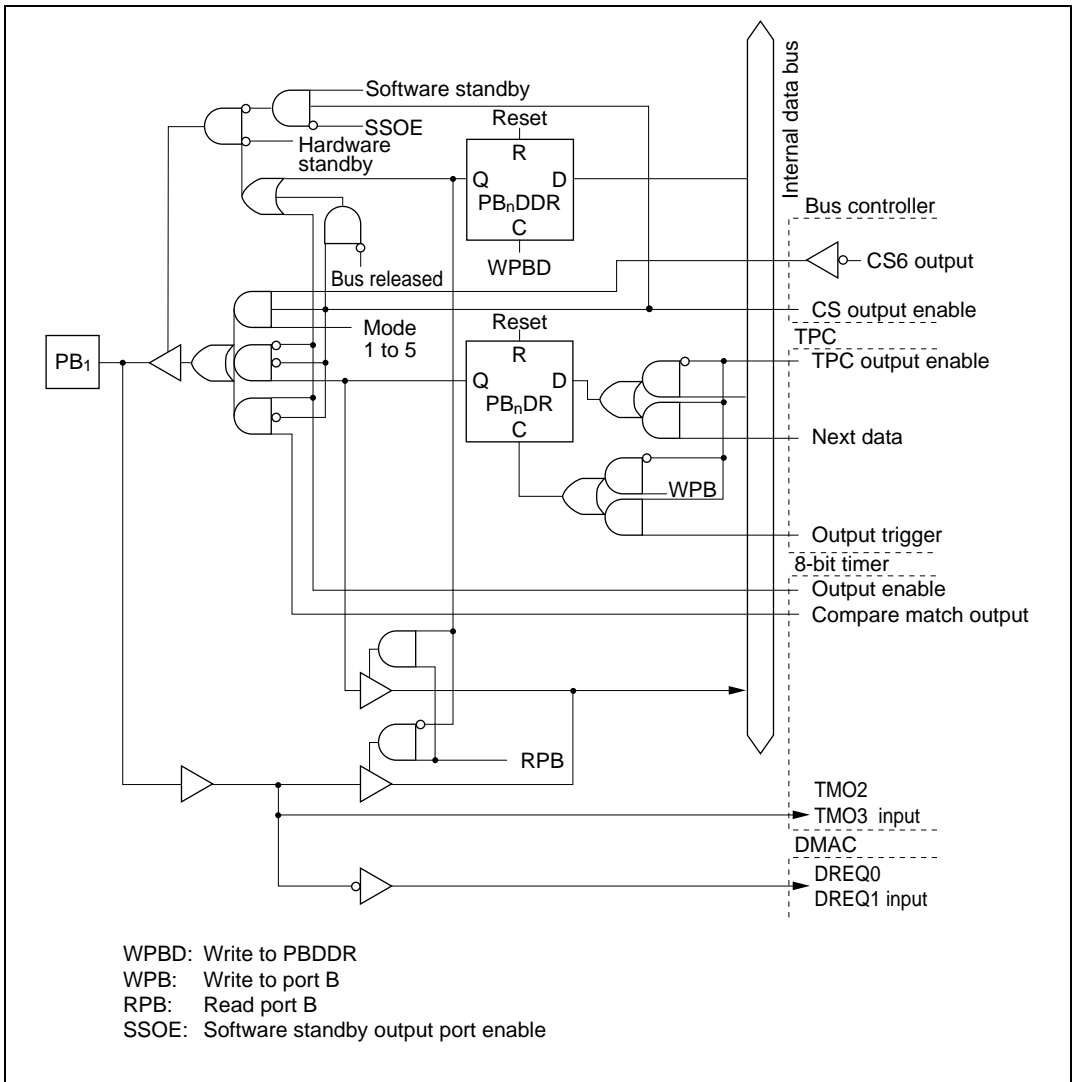 Software standby
SSOE
Hardware
standby
Reset
R
Q D
PBnDDR
C
WPBD
Internal data bus
Bus controller
CS6 output
Bus released
CS output enable
Mode
1 to 5
Reset
TPC
TPC output enable
PB1
R
Q D
PBnDR
C
Next data
WPB
Output trigger
8-bit timer
Output enable
Compare match output
RPB
TMO2
TMO3 input
DMAC
DREQ0
DREQ1 input
WPBD: Write to PBDDR
WPB: Write to port B
RPB: Read port B
SSOE: Software standby output port enable